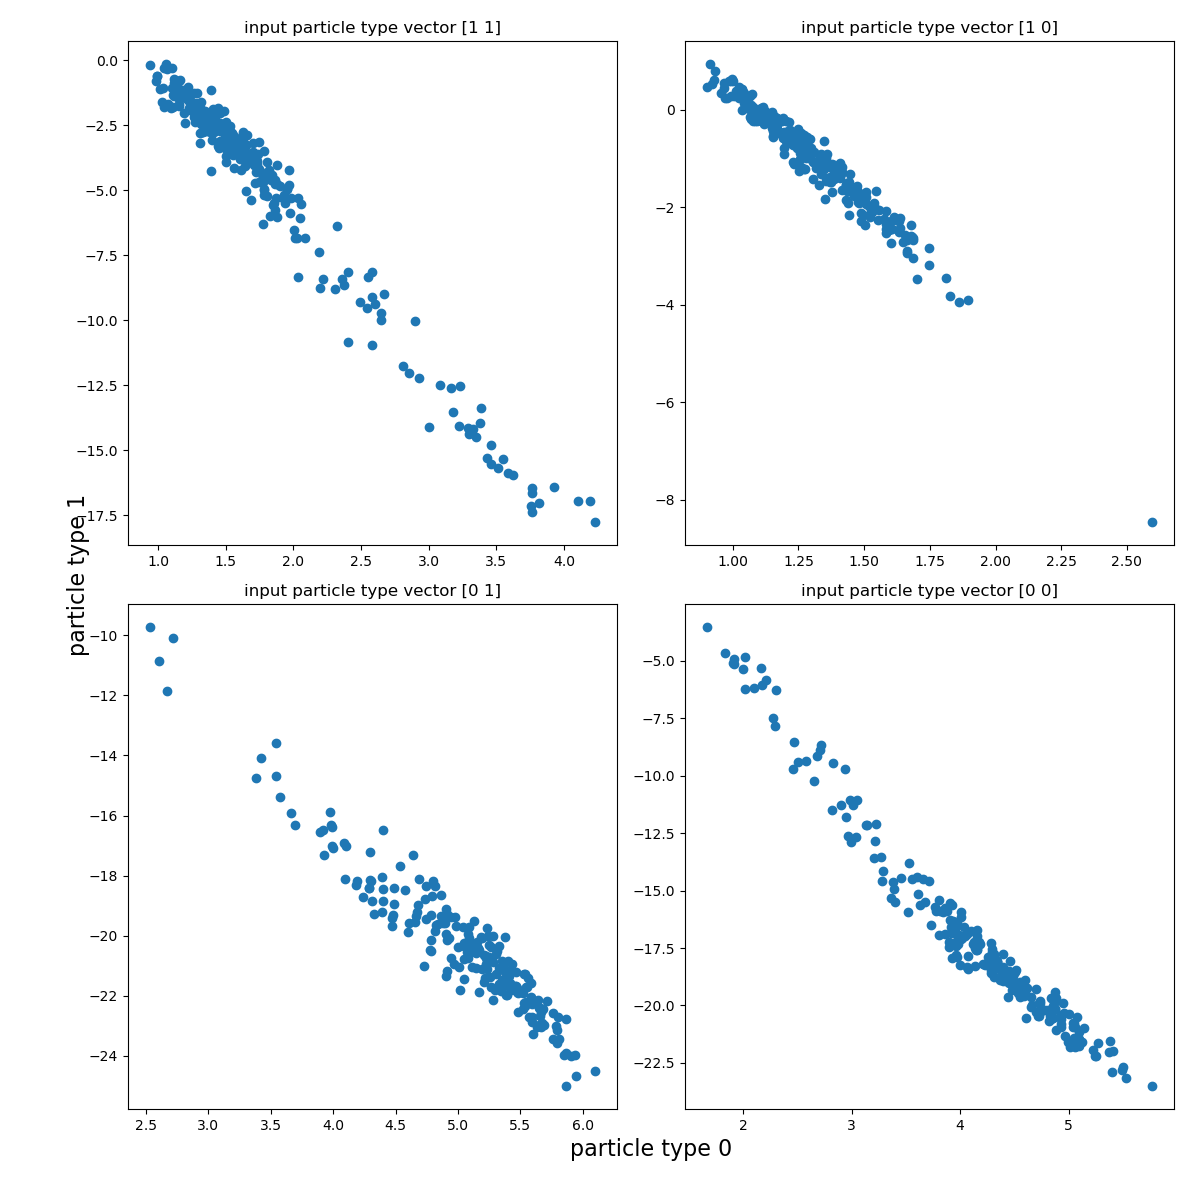 input particle type vector [1 1]
0.0
−2.5
−5.0
−7.5
−10.0
−12.5
−15.0
−17.5
1.0 1.5 2.0 2.5 3.0 3.5 4.0
input particle type vector [1 0]
0
−2
−4
−6
−8
1.00 1.25 1.50 1.75 2.00 2.25 2.50
particle type 1
input particle type vector [0 1]
−10
−12
−14
−16
−18
−20
−22
−24
2.5 3.0 3.5 4.0 4.5 5.0 5.5 6.0
input particle type vector [0 0]
−5.0
−7.5
−10.0
−12.5
−15.0
−17.5
−20.0
−22.5
2 3 4 5
particle type 0